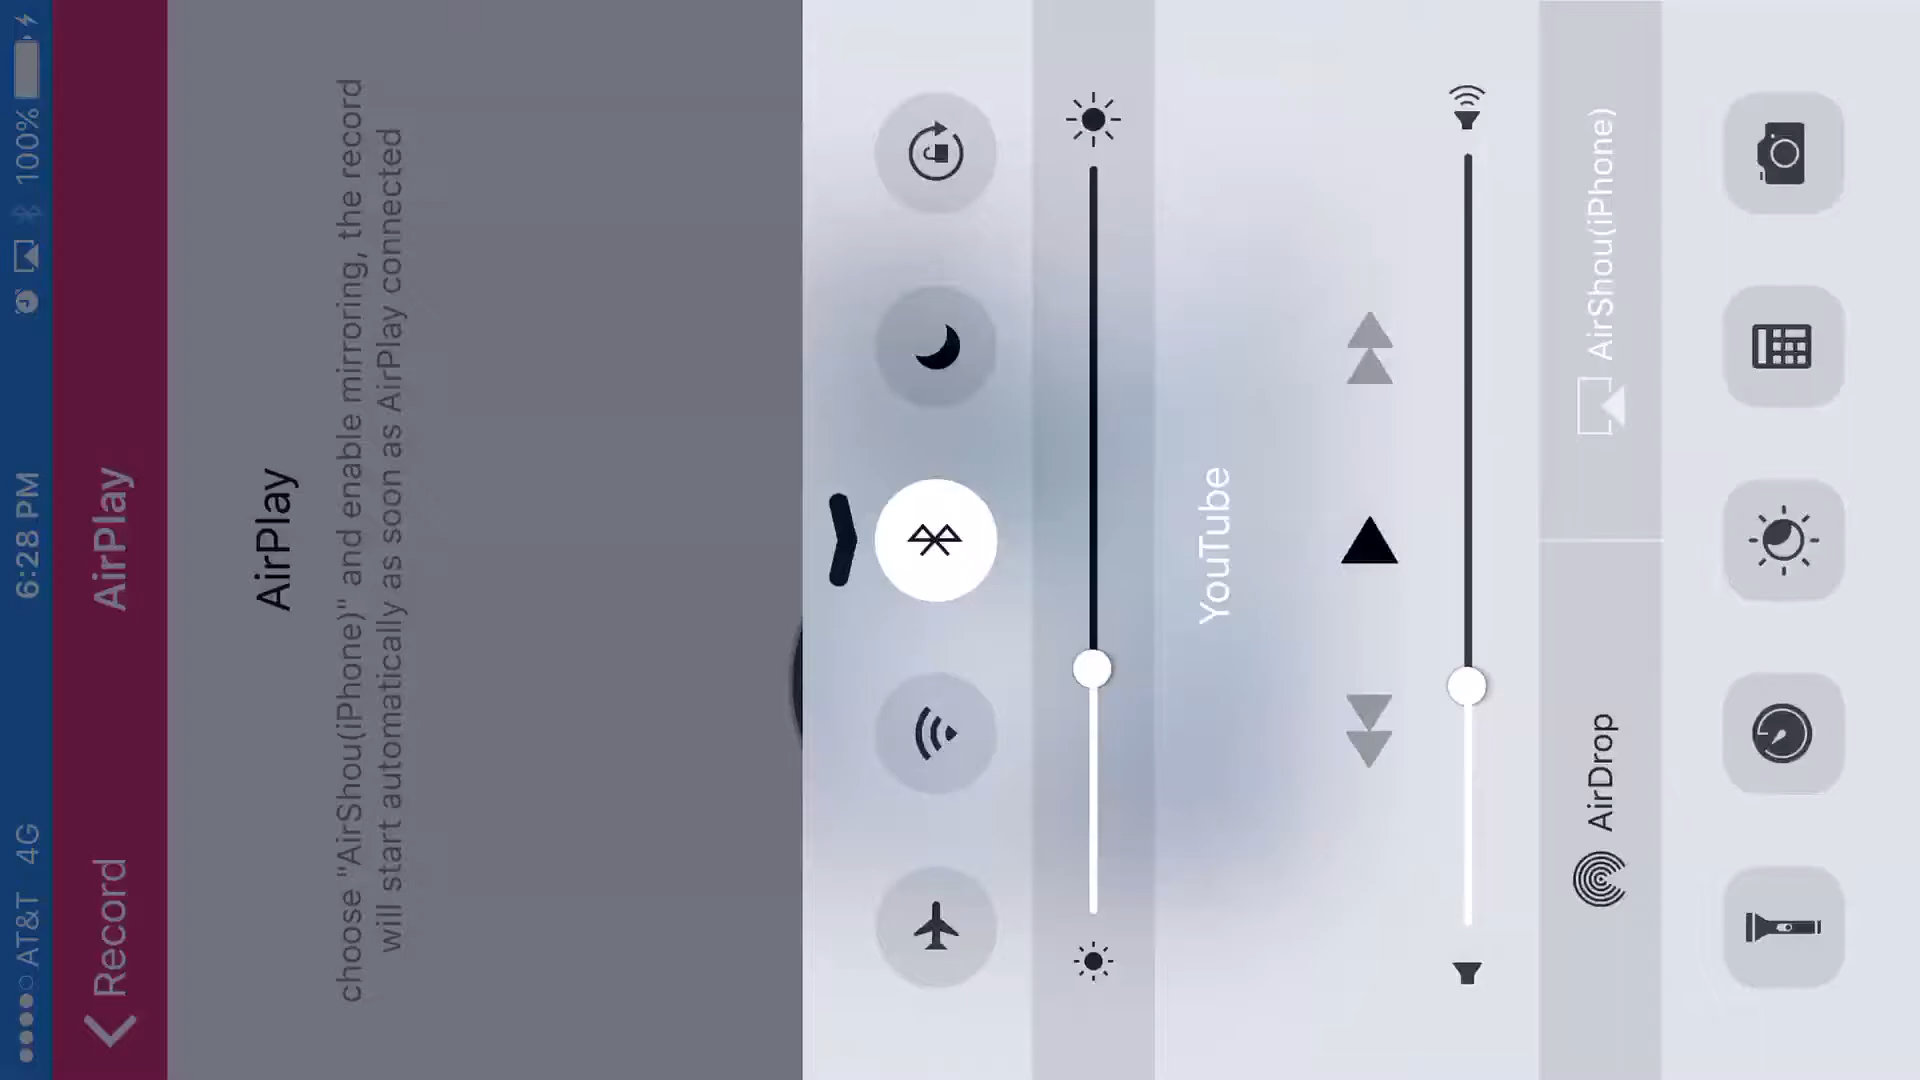 AT&T 4G 6:28 PM 100%
Record AirPlay
AirPlay
choose "AirShou(iPhone)" and enable mirroring, the record
will start automatically as soon as AirPlay connected
YouTube
AirDrop AirShou(iPhone)